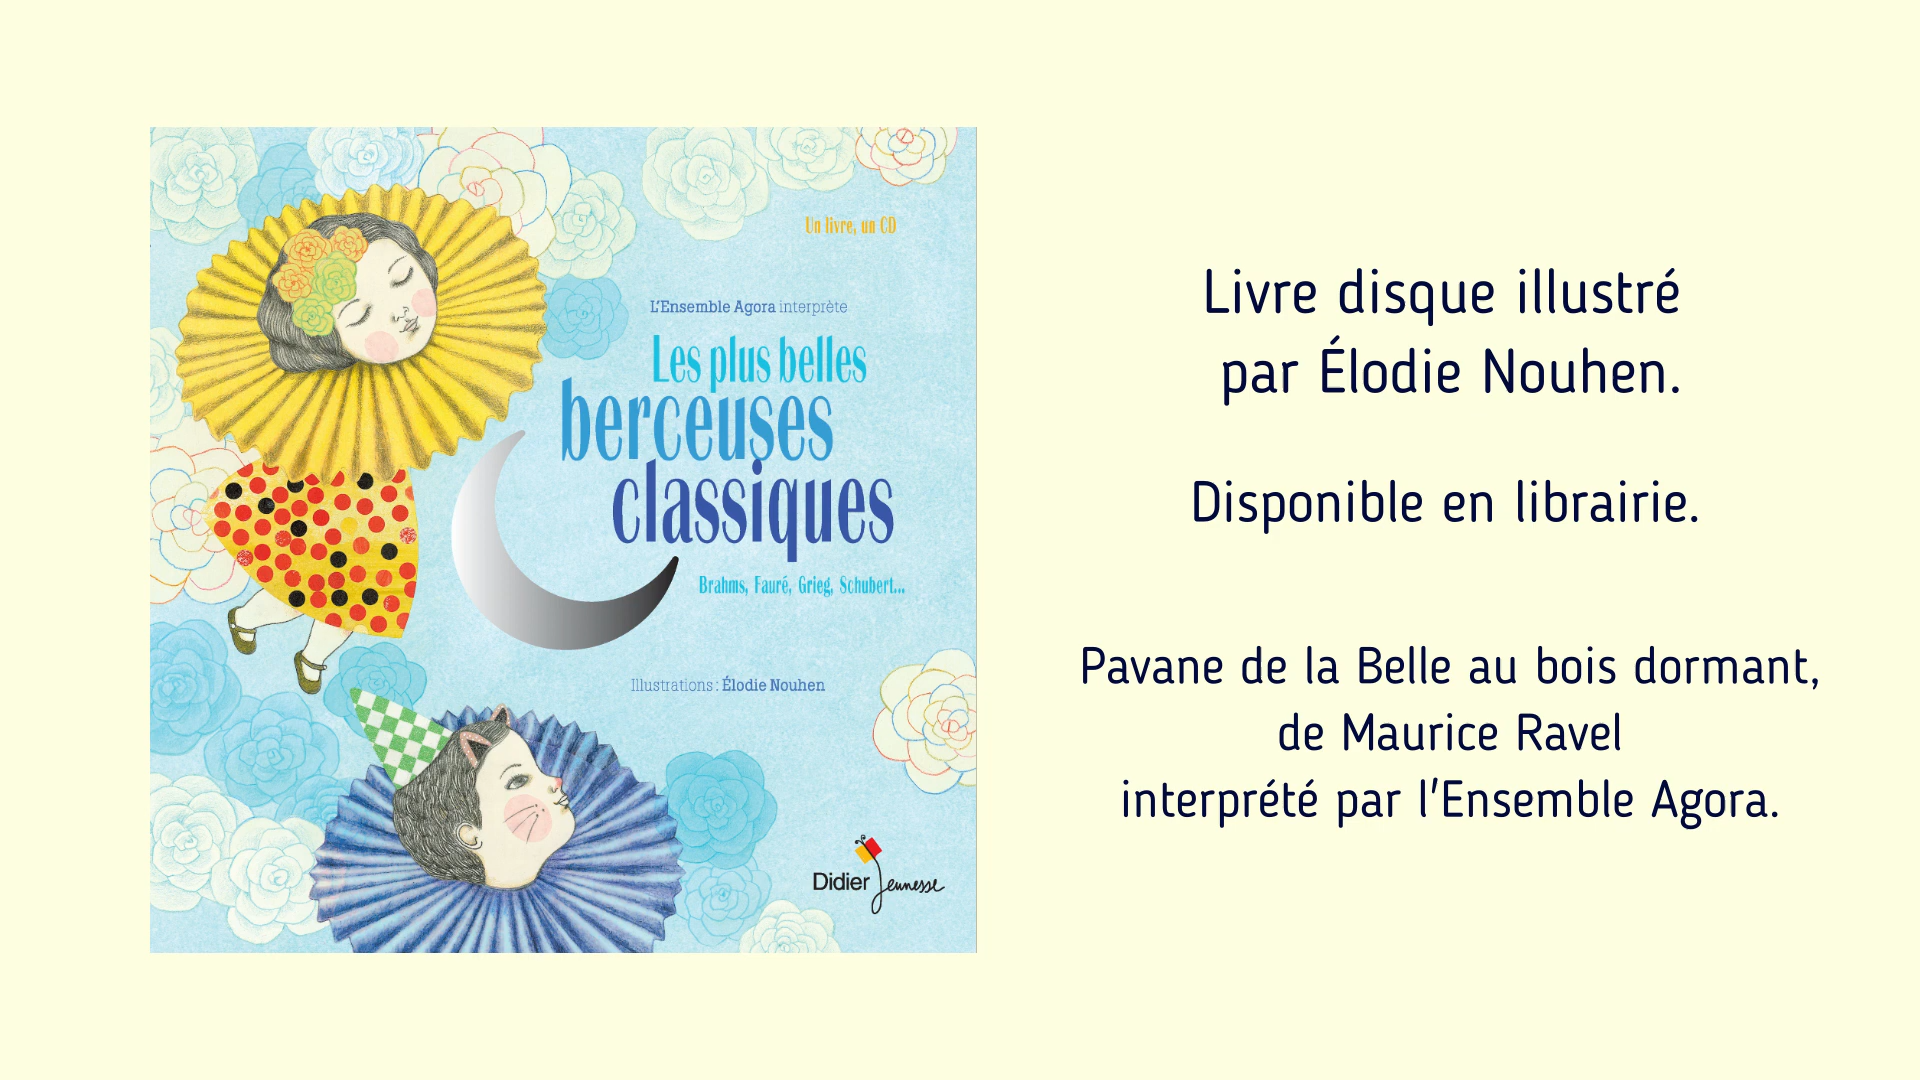 Un livre, un CD
L'Ensemble Agora interprète
Les plus belles
berceuses
classiques
Brahms, Fauré, Grieg, Schubert...
Illustrations : Élodie Nouhen
Didier Jeunesse
Livre disque illustré
par Élodie Nouhen.
Disponible en librairie.
Pavane de la Belle au bois dormant,
de Maurice Ravel
interprété par l'Ensemble Agora.